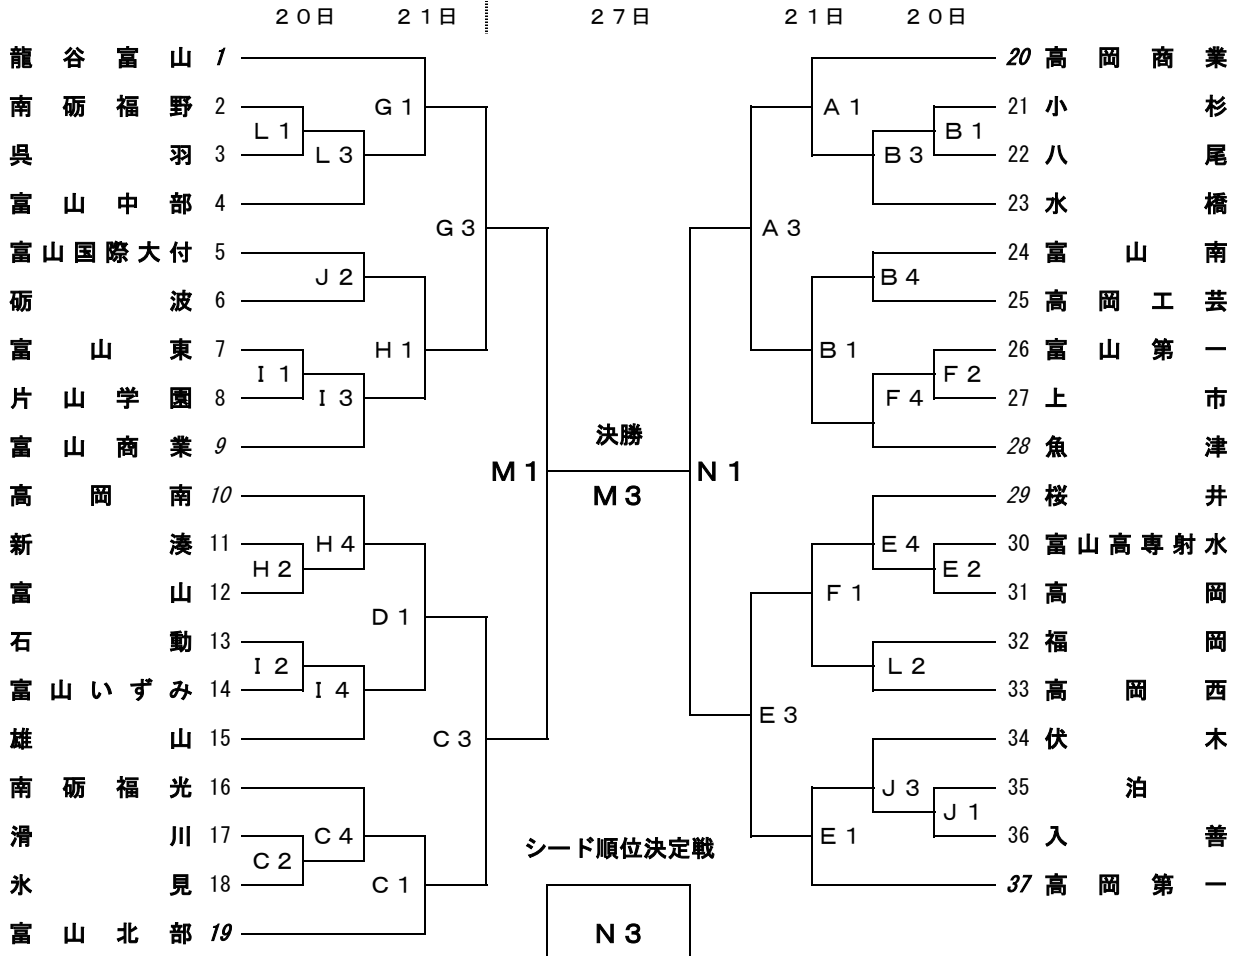 ２０日 ２１日 ２７日 ２１日 ２０日
龍谷富山 1 20 高岡商業
南砺福野 2 Ｇ１ Ａ１ 21 小杉
Ｌ１ Ｂ１
呉羽 3 Ｌ３ Ｂ３ 22 八尾
富山中部 4 23 水橋
Ｇ３ Ａ３
富山国際大付 5 24 富山南
Ｊ２ Ｂ４
砺波 6 25 高岡工芸
富山東 7 Ｈ１ Ｂ１ 26 富山第一
Ｉ１ Ｆ２
片山学園 8 Ｉ３ Ｆ４ 27 上市
決勝
富山商業 9 28 魚津
Ｍ１ Ｎ１
高岡南 10 Ｍ３ 29 桜井
新湊 11 Ｈ４ Ｅ４ 30 富山高専射水
Ｈ２ Ｅ２
富山 12 Ｆ１ 31 高岡
Ｄ１
石動 13 32 福岡
Ｉ２ Ｌ２
富山いずみ 14 Ｉ４ 33 高岡西
Ｅ３
雄山 15 Ｃ３ 34 伏木
南砺福光 16 Ｊ３ 35 泊
Ｊ１
滑川 17 Ｃ４ Ｅ１ 36 入善
シード順位決定戦
Ｃ２
氷見 18 Ｃ１ 37 高岡第一
富山北部 19 Ｎ３